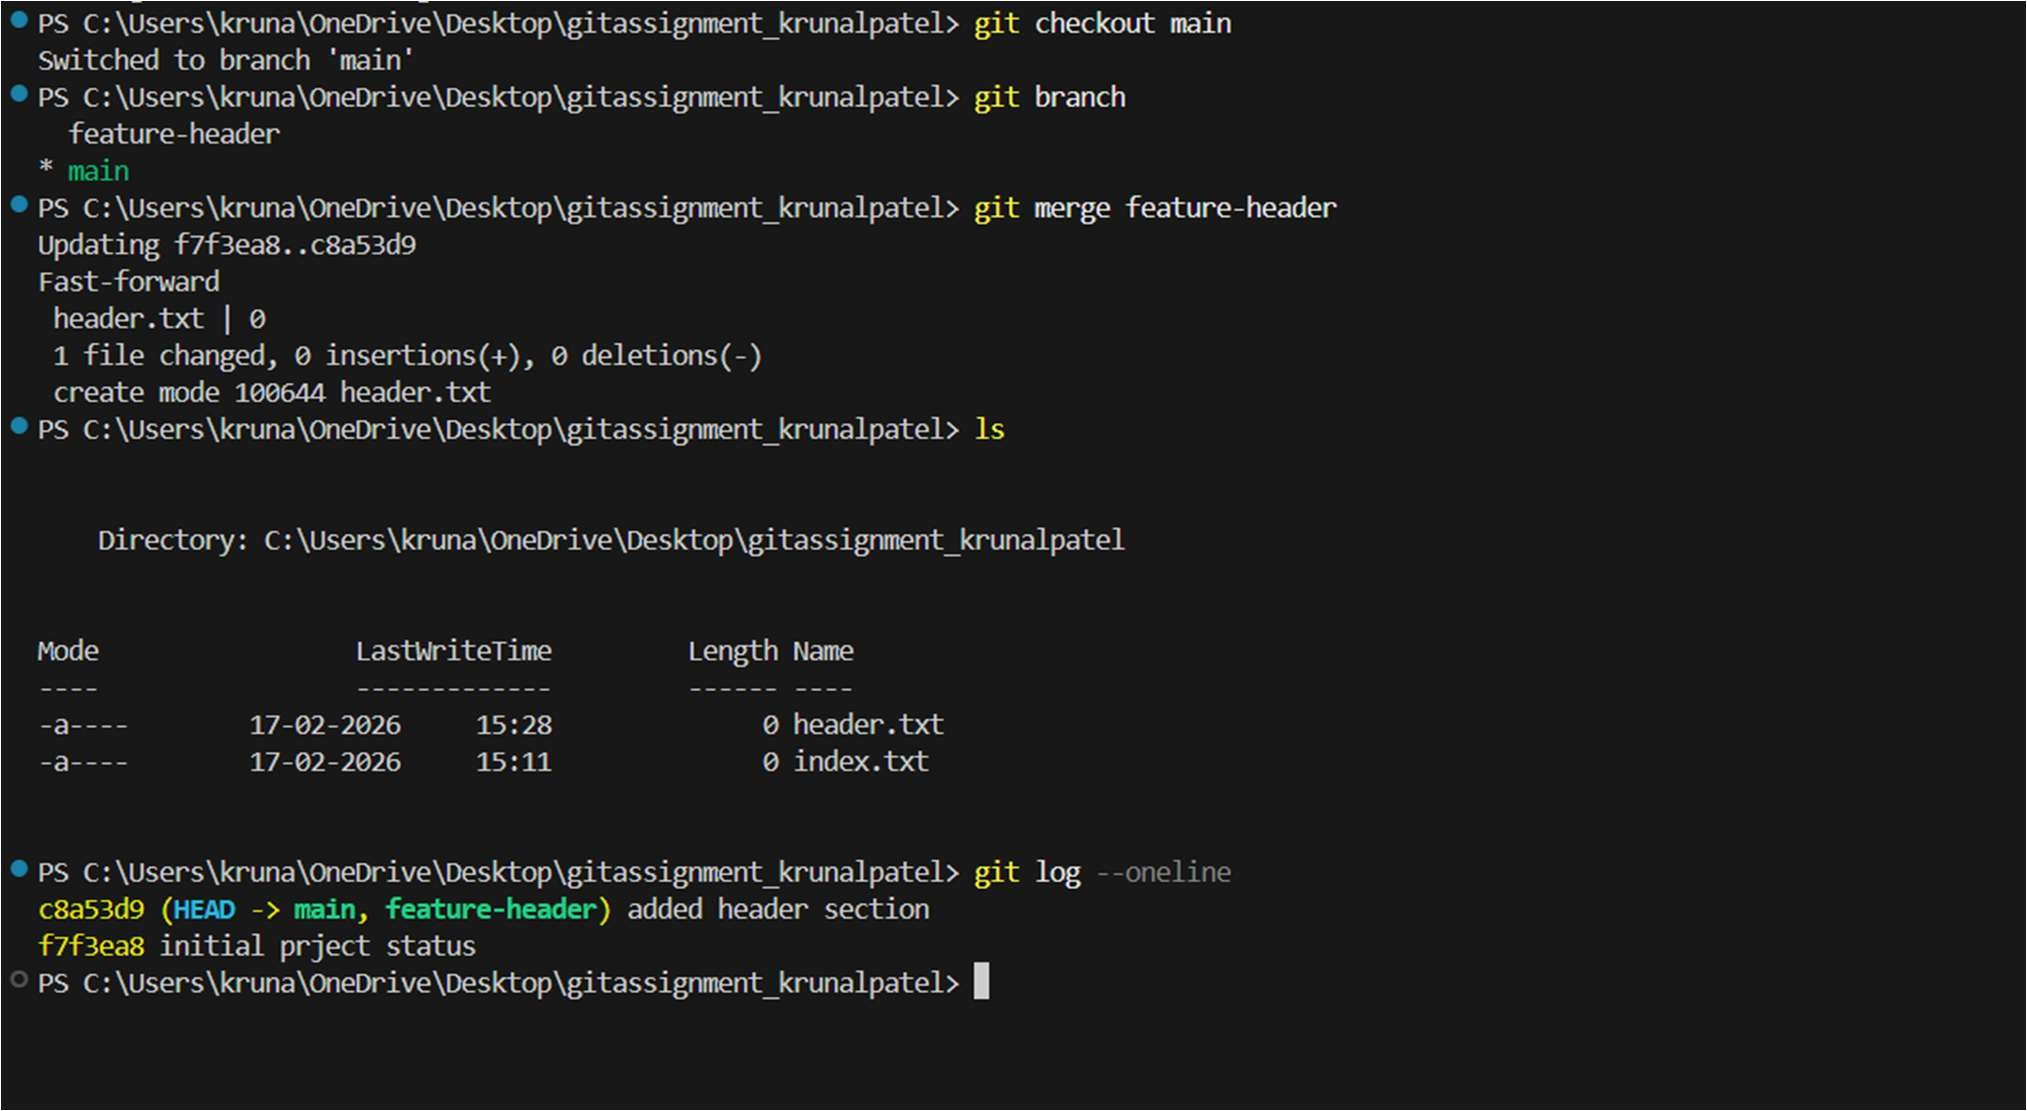 PS C:\Users\kruna\OneDrive\Desktop\gitassignment_krunalpatel> git checkout main
Switched to branch 'main'
PS C:\Users\kruna\OneDrive\Desktop\gitassignment_krunalpatel> git branch
  feature-header
* main
PS C:\Users\kruna\OneDrive\Desktop\gitassignment_krunalpatel> git merge feature-header
Updating f7f3ea8..c8a53d9
Fast-forward
 header.txt | 0
 1 file changed, 0 insertions(+), 0 deletions(-)
 create mode 100644 header.txt
PS C:\Users\kruna\OneDrive\Desktop\gitassignment_krunalpatel> ls
    Directory: C:\Users\kruna\OneDrive\Desktop\gitassignment_krunalpatel
Mode                 LastWriteTime         Length Name
----                 -------------         ------ ----
-a----        17-02-2026     15:28              0 header.txt
-a----        17-02-2026     15:11              0 index.txt
PS C:\Users\kruna\OneDrive\Desktop\gitassignment_krunalpatel> git log --oneline
c8a53d9 (HEAD -> main, feature-header) added header section
f7f3ea8 initial prject status
PS C:\Users\kruna\OneDrive\Desktop\gitassignment_krunalpatel>